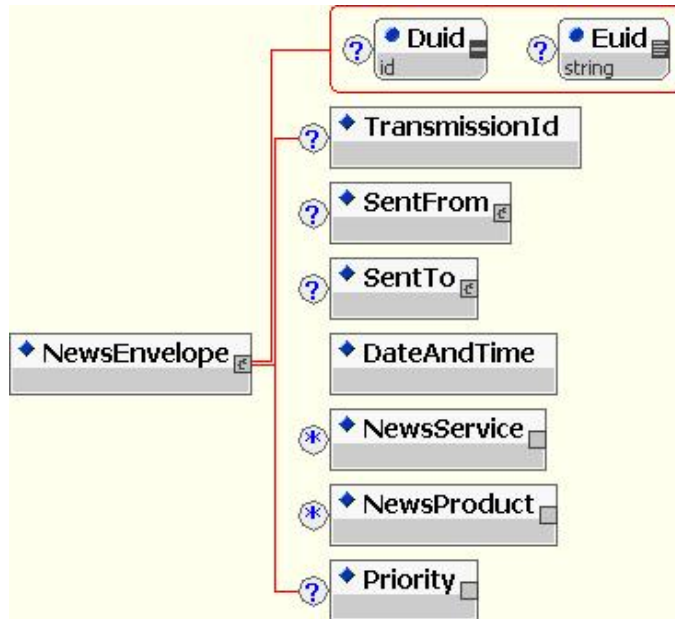 ? Duid ? Euid
id string
? TransmissionId
? SentFrom
? SentTo
NewsEnvelope DateAndTime
* NewsService
* NewsProduct
? Priority